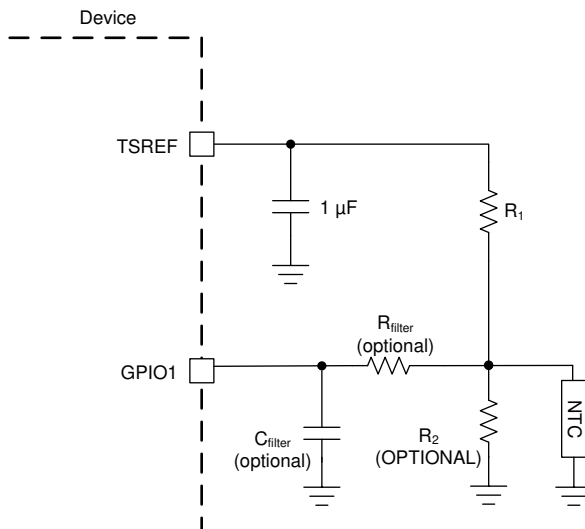 Device
TSREF
1 µF
R1
Rfilter
(optional)
GPIO1
Cfilter
(optional)
R2
(OPTIONAL)
NTC